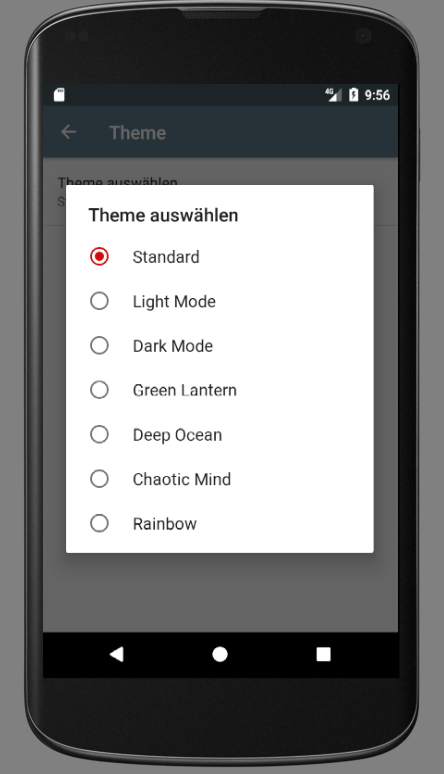 4G 9:56
Theme
Theme auswählen
S
Theme auswählen
Standard
Light Mode
Dark Mode
Green Lantern
Deep Ocean
Chaotic Mind
Rainbow